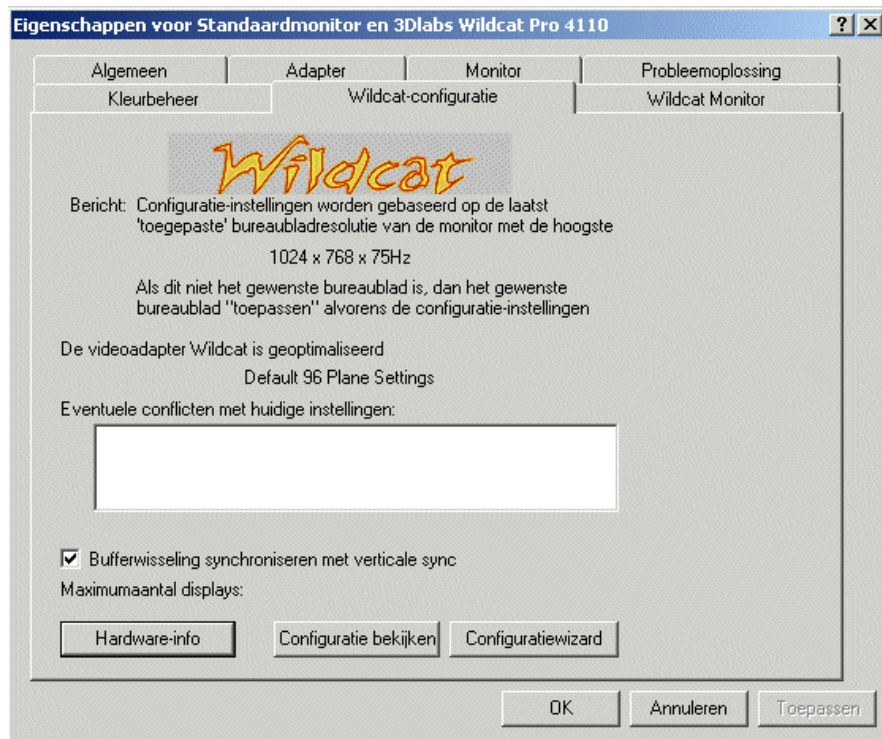 Eigenschappen voor Standaardmonitor en 3Dlabs Wildcat Pro 4110
Algemeen Adapter Monitor Probleemoplossing
Kleurbeheer Wildcat-configuratie Wildcat Monitor
Wildcat
Bericht: Configuratie-instellingen worden gebaseerd op de laatst
'toegepaste' bureaubladresolutie van de monitor met de hoogste
1024 x 768 x 75Hz
Als dit niet het gewenste bureaublad is, dan het gewenste
bureaublad "toepassen" alvorens de configuratie-instellingen
De videoadapter Wildcat is geoptimaliseerd
Default 96 Plane Settings
Eventuele conflicten met huidige instellingen:
Bufferwisseling synchroniseren met verticale sync
Maximumaantal displays:
Hardware-info Configuratie bekijken Configuratiewizard
OK Annuleren Toepassen